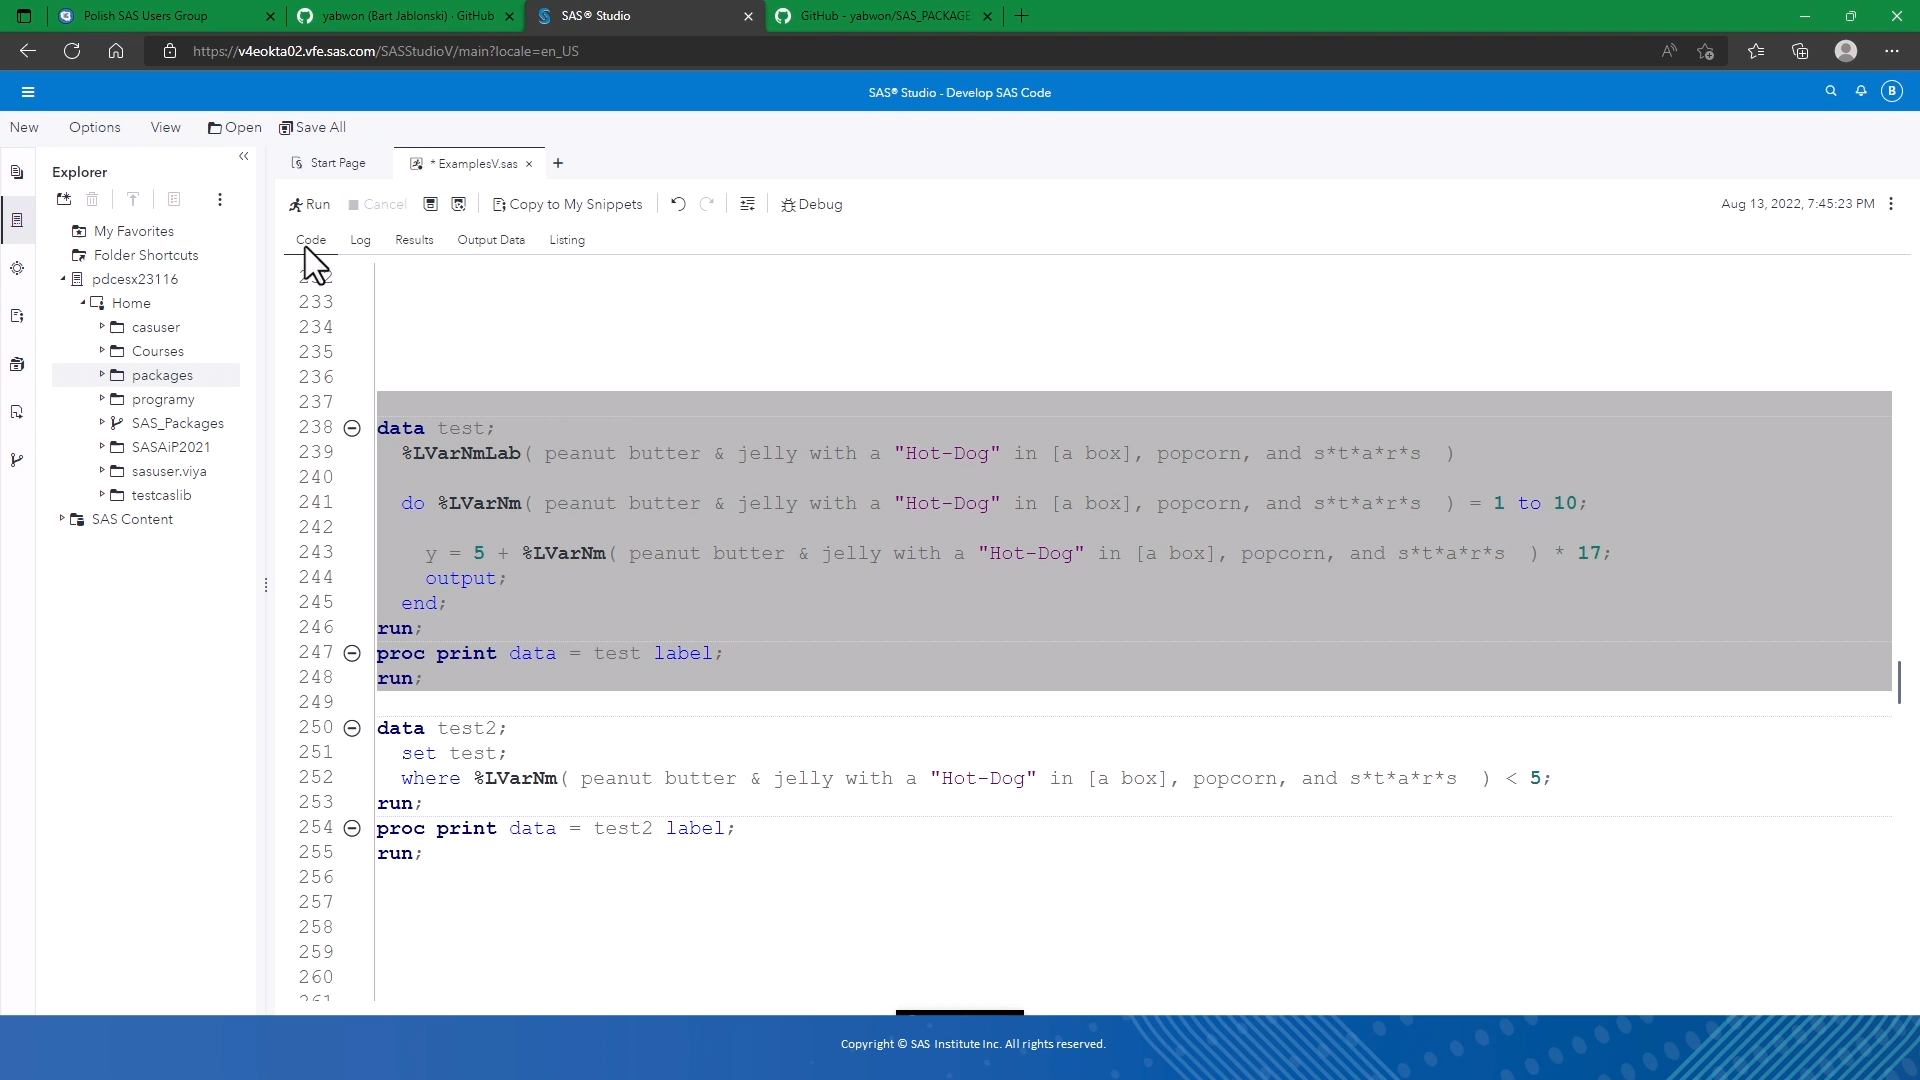 Polish SAS Users Group
yabwon (Bart Jablonski) · GitHub
SAS® Studio
GitHub - yabwon/SAS_PACKAGE
https://v4eokta02.vfe.sas.com/SASStudioV/main?locale=en_US
SAS® Studio - Develop SAS Code
B
New Options View Open Save All
Explorer
My Favorites
Folder Shortcuts
pdcesx23116
Home
casuser
Courses
packages
programy
SAS_Packages
SASAiP2021
sasuser.viya
testcaslib
SAS Content
Start Page
* ExamplesV.sas
Run Cancel Copy to My Snippets Debug
Aug 13, 2022, 7:45:23 PM
Code Log Results Output Data Listing
233
234
235
236
237
238 data test;
239 %LVarNmLab( peanut butter & jelly with a "Hot-Dog" in [a box], popcorn, and s*t*a*r*s )
240
241 do %LVarNm( peanut butter & jelly with a "Hot-Dog" in [a box], popcorn, and s*t*a*r*s ) = 1 to 10;
242
243 y = 5 + %LVarNm( peanut butter & jelly with a "Hot-Dog" in [a box], popcorn, and s*t*a*r*s ) * 17;
244 output;
245 end;
246 run;
247 proc print data = test label;
248 run;
249
250 data test2;
251 set test;
252 where %LVarNm( peanut butter & jelly with a "Hot-Dog" in [a box], popcorn, and s*t*a*r*s ) < 5;
253 run;
254 proc print data = test2 label;
255 run;
256
257
258
259
260
261
Copyright © SAS Institute Inc. All rights reserved.